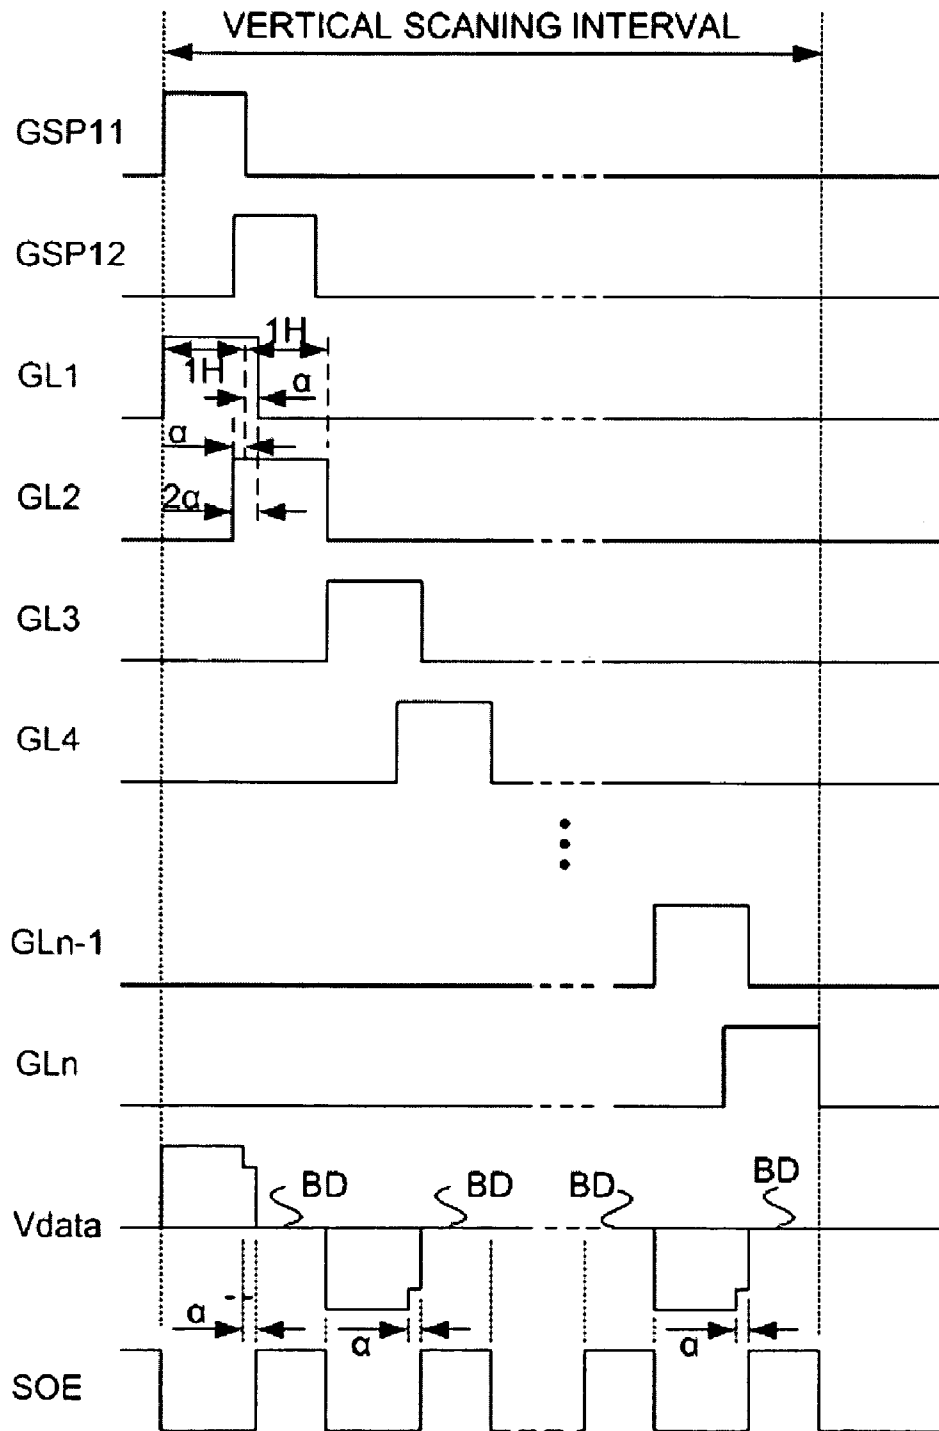 VERTICAL SCANING INTERVAL
GSP11
GSP12
1H
GL1
1H
α
α
GL2
2α
GL3
GL4
GLn-1
GLn
BD
BD
BD
BD
Vdata
α
α
α
SOE